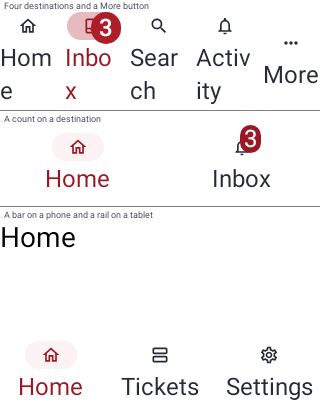 Four destinations and a More button
3
Hom
e
Inbo
x
Sear
ch
Activ
ity
More
A count on a destination
3
Home
Inbox
A bar on a phone and a rail on a tablet
Home
Home
Tickets
Settings